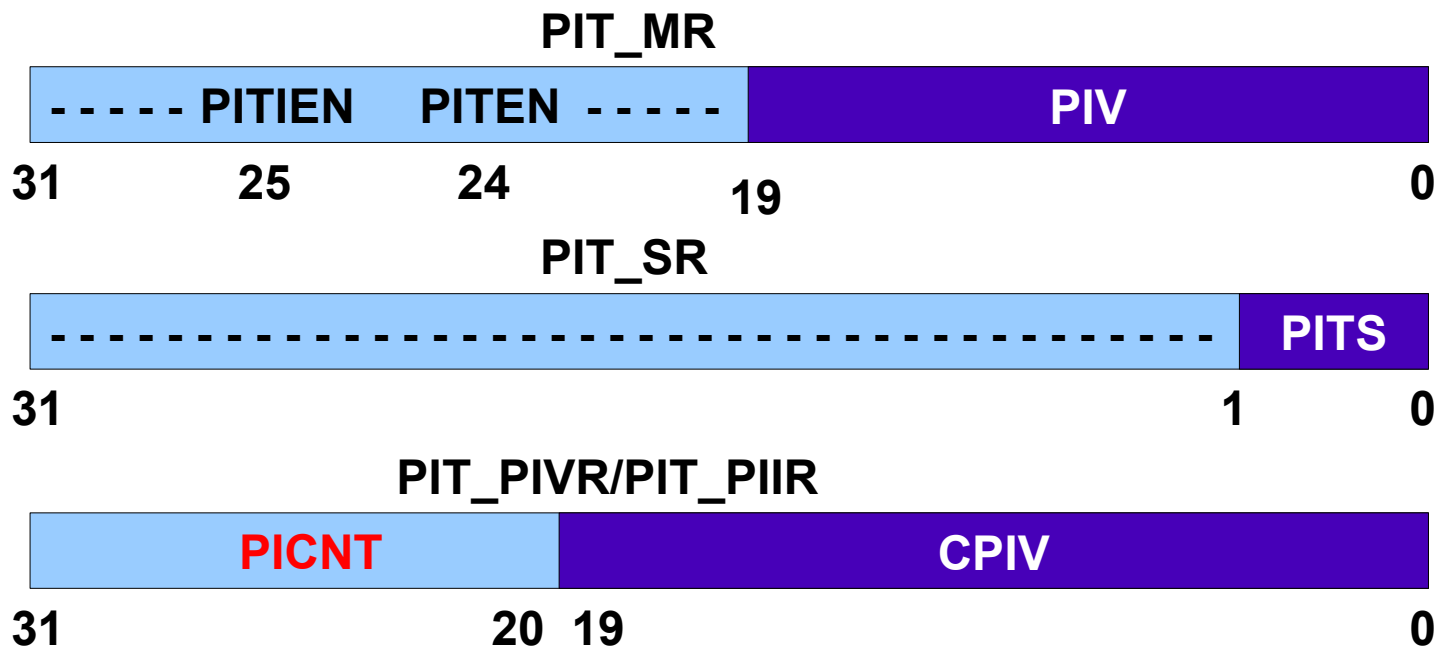 PIT_MR
- - - - - PITIEN PITEN - - - - - PIV
31 25 24 19 0
PIT_SR
- - - - - - - - - - - - - - - - - - - - - - - - - - - - - - - - - - - - - - - - PITS
31 1 0
PIT_PIVR/PIT_PIIR
PICNT CPIV
31 20 19 0